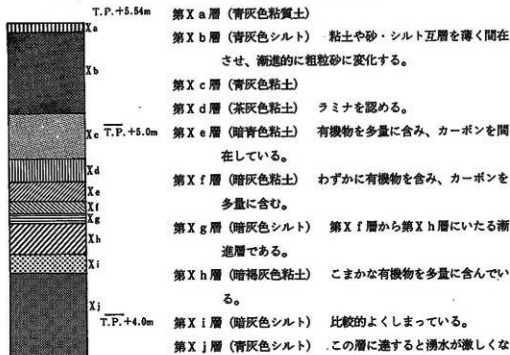 T.P.+5.54m
Xa
Xb
Xc T.P.+5.0m
Xd
Xe
Xf
Xg
Xh
Xi
Xj
T.P.+4.0m
第Xa層(青灰色粘質土)
第Xb層(青灰色シルト) 粘土や砂・シルト互層を薄く間在
させ、漸進的に粗粒砂に変化する。
第Xc層(青灰色粘土)
第Xd層(茶灰色粘土) ラミナを認める。
第Xe層(暗青色粘土) 有機物を多量に含み、カーボンを間
在している。
第Xf層(暗灰色粘土) わずかに有機物を含み、カーボンを
多量に含む。
第Xg層(暗灰色シルト) 第Xf層から第Xh層にいたる漸
進層である。
第Xh層(暗褐灰色粘土) こまかな有機物を多量に含んでい
る。
第Xi層(暗灰色シルト) 比較的よくしまっている。
第Xj層(青灰色シルト) この層に達すると湧水が激しくな